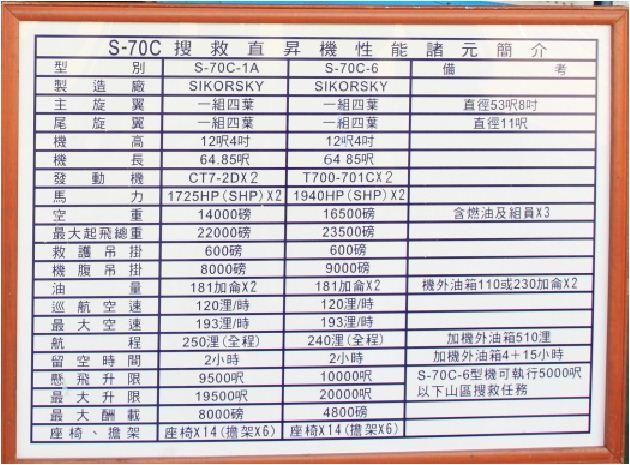 S-70C 搜救直昇機性能諸元簡介
型別 S-70C-1A S-70C-6 備考
製造廠 SIKORSKY SIKORSKY
主旋翼 一組四葉 一組四葉 直徑53呎8吋
尾旋翼 一組四葉 一組四葉 直徑11呎
機高 12呎4吋 12呎4吋
機長 64.85呎 64.85呎
發動機 CT7-2DX2 T700-701CX2
馬力 1725HP(SHP)X2 1940HP(SHP)X2
空重 14000磅 16500磅 含燃油及組員X3
最大起飛總重 22000磅 23500磅
救護吊掛 600磅 600磅
機腹吊掛 8000磅 9000磅
油量 181加侖X2 181加侖X2 機外油箱110或230加侖X2
巡航空速 120浬/時 120浬/時
最大空速 193浬/時 193浬/時
航程 250浬(全程) 240浬(全程) 加機外油箱510浬
留空時間 2小時 2小時 加機外油箱4+15小時
懸飛升限 9500呎 10000呎 S-70C-6型機可執行5000呎
最大升限 19500呎 20000呎 以下山區搜救任務
最大酬載 8000磅 4800磅
座椅、擔架 座椅X14(擔架X6) 座椅X14(擔架X6)